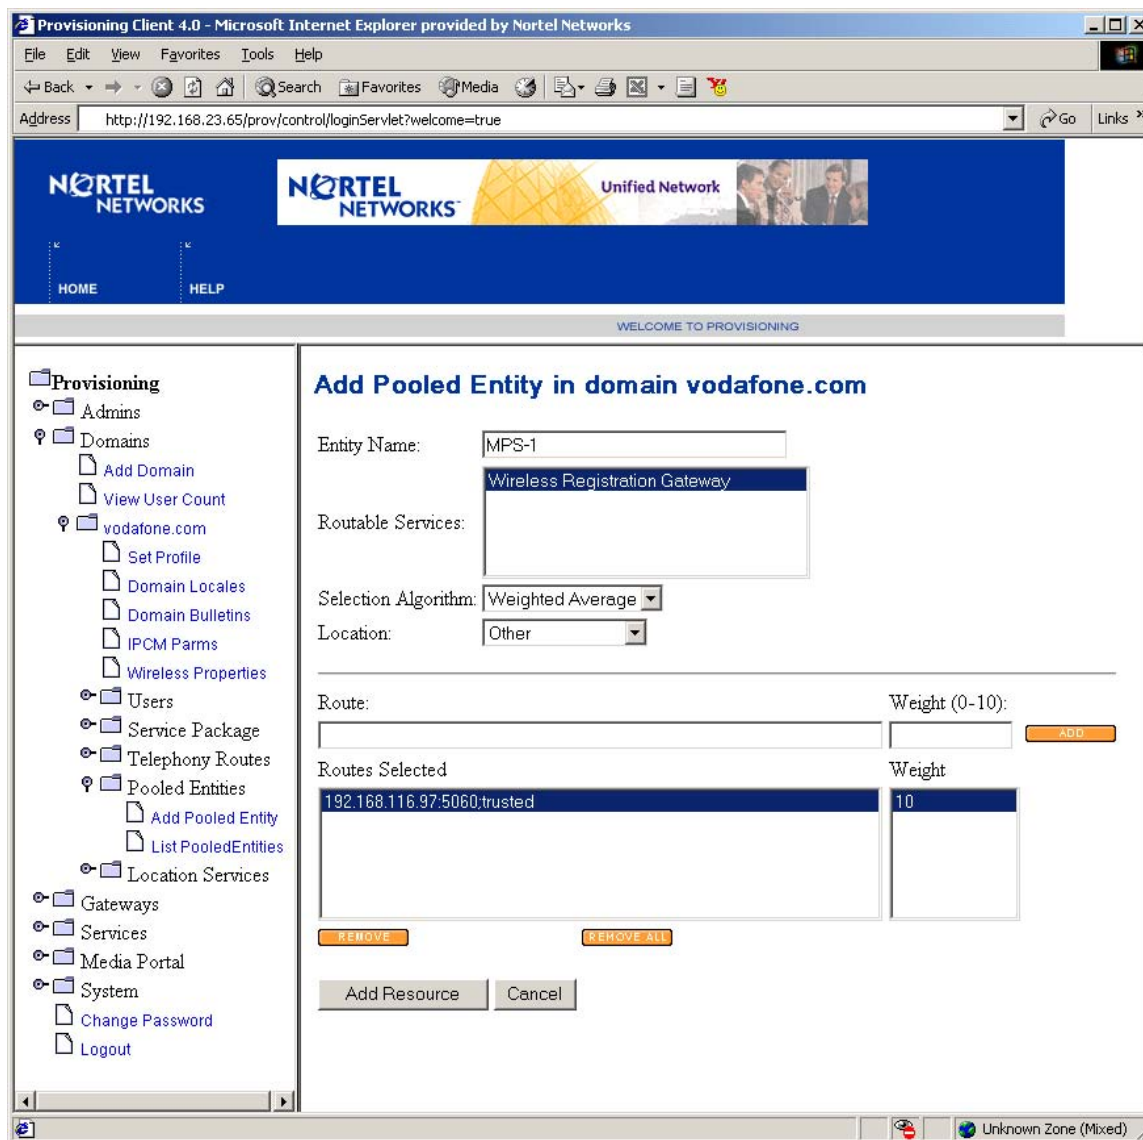 Provisioning Client 4.0 - Microsoft Internet Explorer provided by Nortel Networks
File Edit View Favorites Tools Help
Back Search Favorites Media
Address http://192.168.23.65/prov/control/loginServlet?welcome=true Go Links »
NORTEL NETWORKS
NORTEL NETWORKS™ Unified Network
HOME HELP
WELCOME TO PROVISIONING
Provisioning
Admins
Domains
Add Domain
View User Count
vodafone.com
Set Profile
Domain Locales
Domain Bulletins
IPCM Parms
Wireless Properties
Users
Service Package
Telephony Routes
Pooled Entities
Add Pooled Entity
List PooledEntities
Location Services
Gateways
Services
Media Portal
System
Change Password
Logout
Add Pooled Entity in domain vodafone.com
Entity Name: MPS-1
Routable Services: Wireless Registration Gateway
Selection Algorithm: Weighted Average
Location: Other
Route: Weight (0-10):
ADD
Routes Selected Weight
192.168.116.97:5060;trusted 10
REMOVE REMOVE ALL
Add Resource Cancel
Unknown Zone (Mixed)